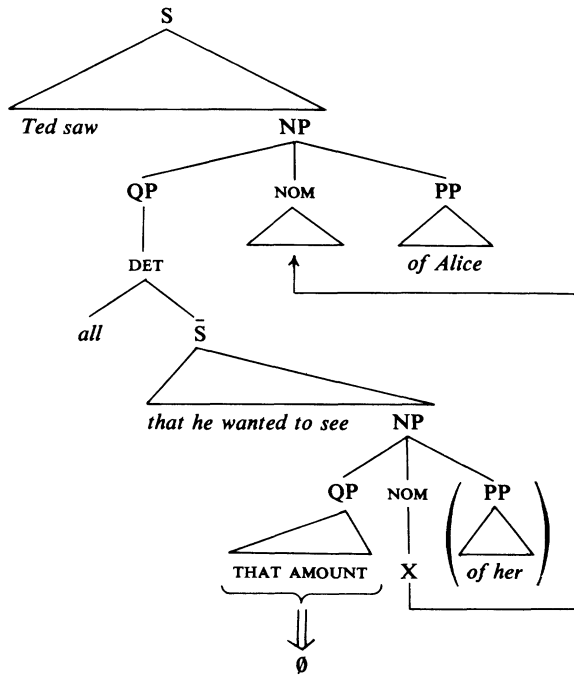 S
Ted saw NP
QP NOM PP
DET of Alice
all S̄
that he wanted to see NP
QP NOM (PP)
THAT AMOUNT X of her
∅